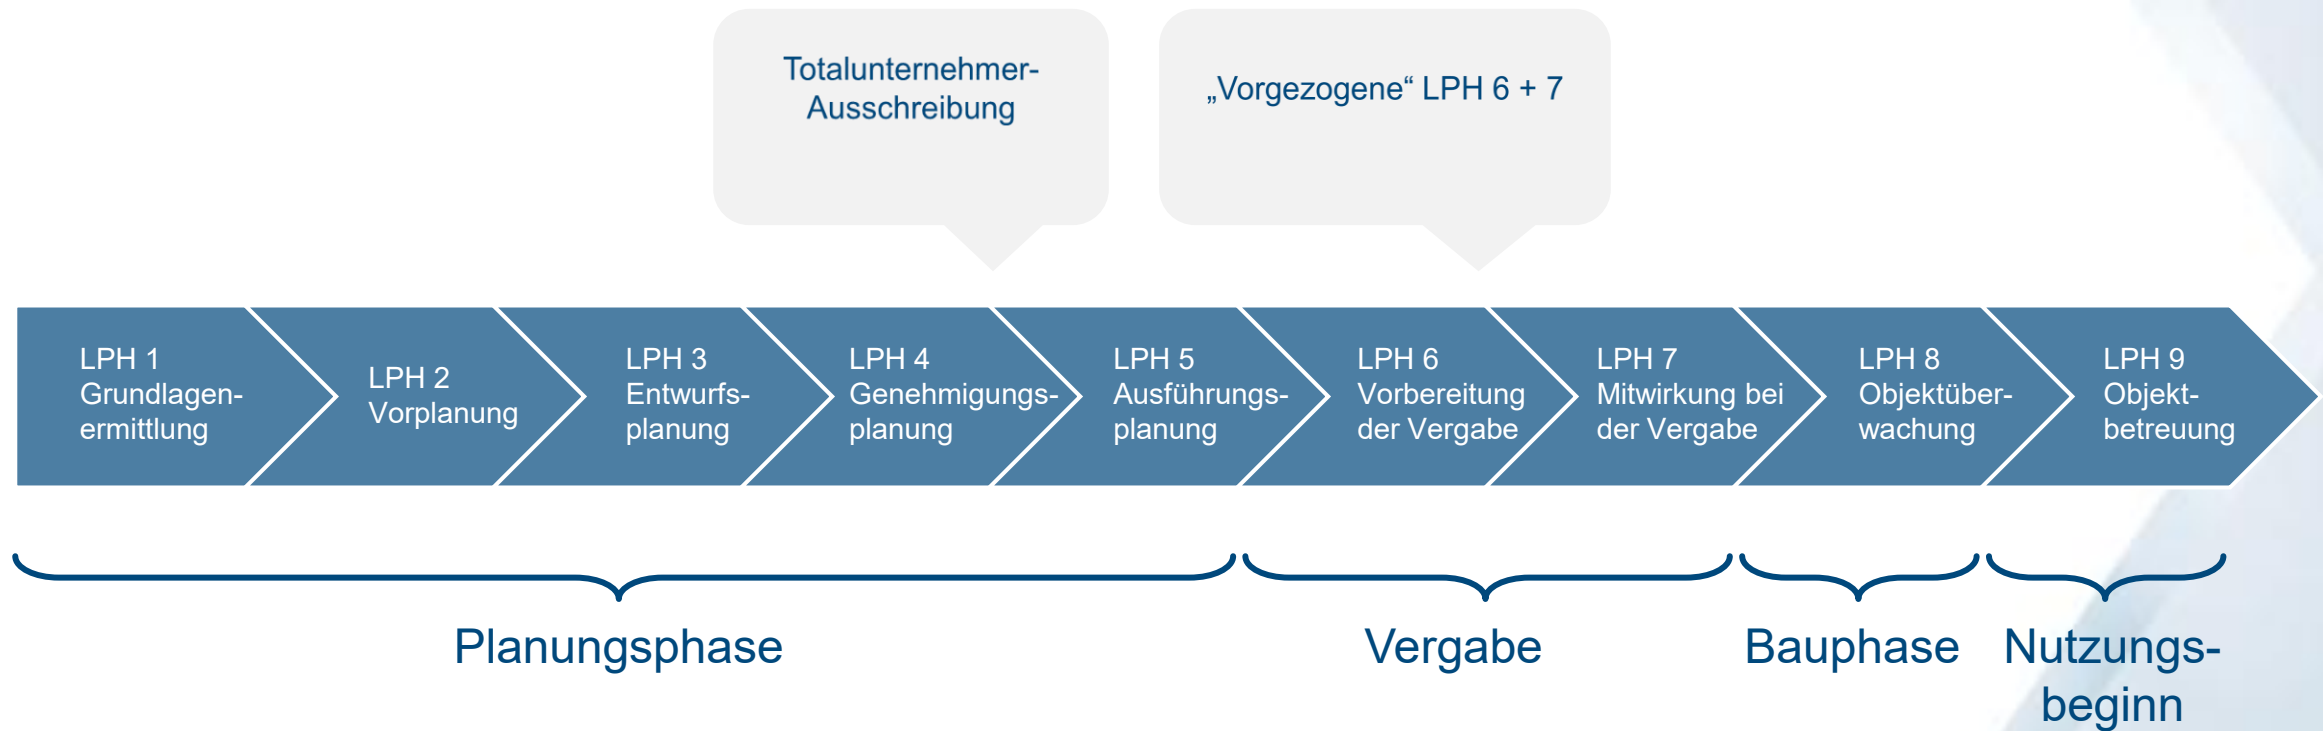 Totalunternehmer-
Ausschreibung
„Vorgezogene“ LPH 6 + 7
LPH 1
Grundlagen-
ermittlung
LPH 2
Vorplanung
LPH 3
Entwurfs-
planung
LPH 4
Genehmigungs-
planung
LPH 5
Ausführungs-
planung
LPH 6
Vorbereitung
der Vergabe
LPH 7
Mitwirkung bei
der Vergabe
LPH 8
Objektüber-
wachung
LPH 9
Objekt-
betreuung
Planungsphase
Vergabe
Bauphase
Nutzungs-
beginn